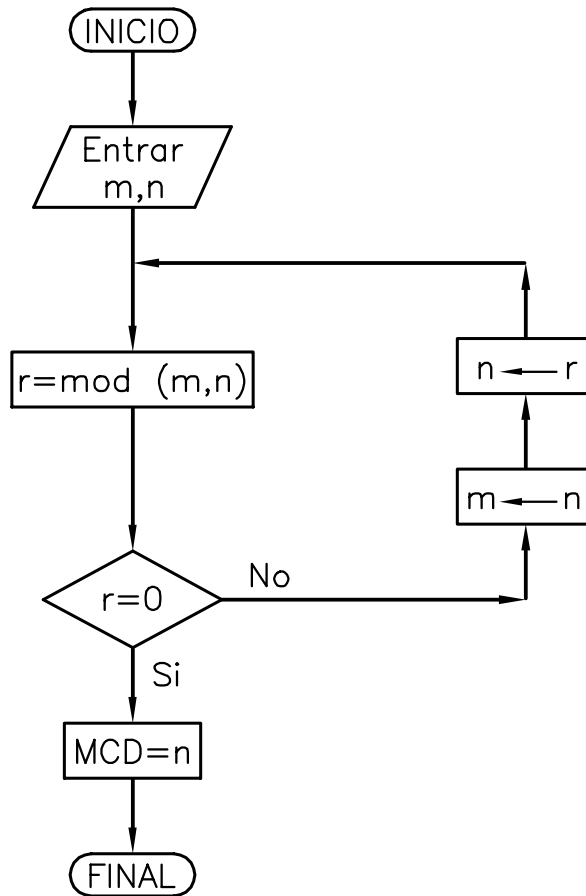 INICIO
Entrar
m,n
r=mod (m,n)
n ← r
m ← n
r=0
No
Si
MCD=n
FINAL